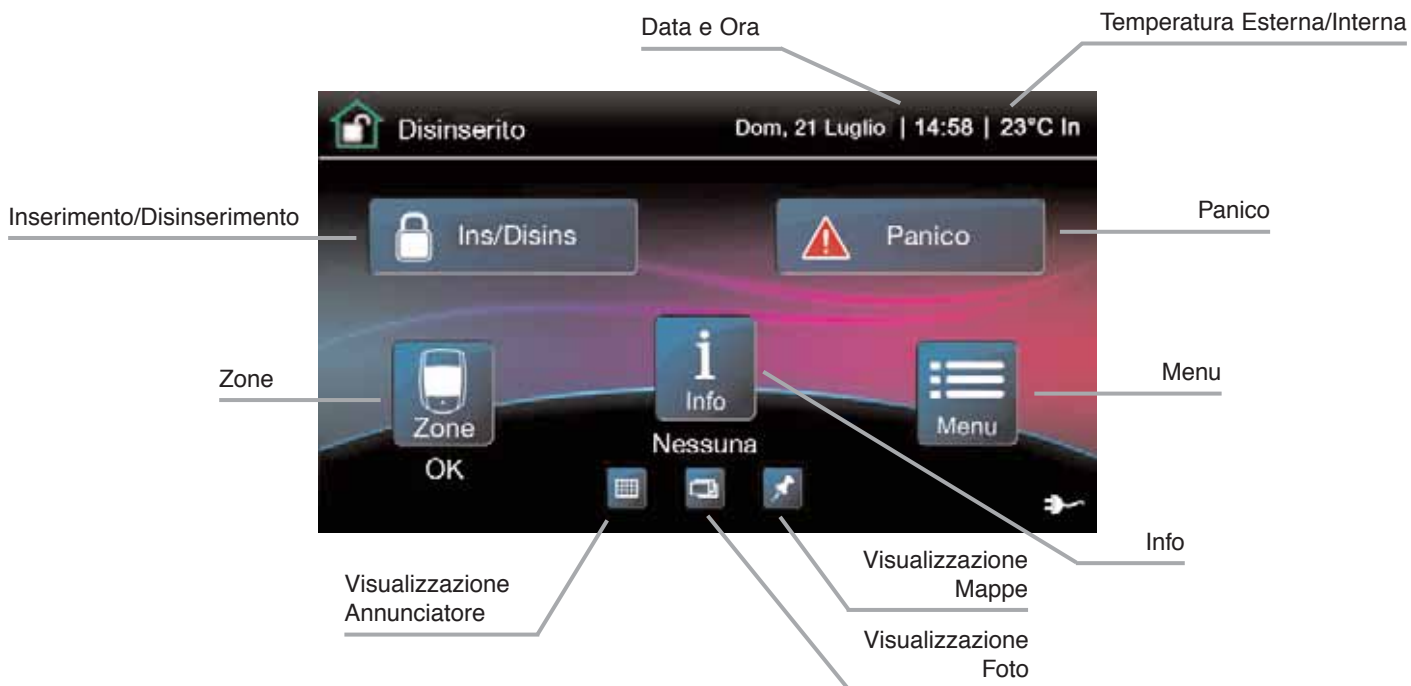 Temperatura Esterna/Interna
Data e Ora
Disinserito
Dom, 21 Luglio | 14:58 | 23°C In
Inserimento/Disinserimento
Ins/Disins
Panico
Panico
Zone
Zone
OK
i
Info
Nessuna
Menu
Menu
Info
Visualizzazione
Annunciatore
Visualizzazione
Mappe
Visualizzazione
Foto